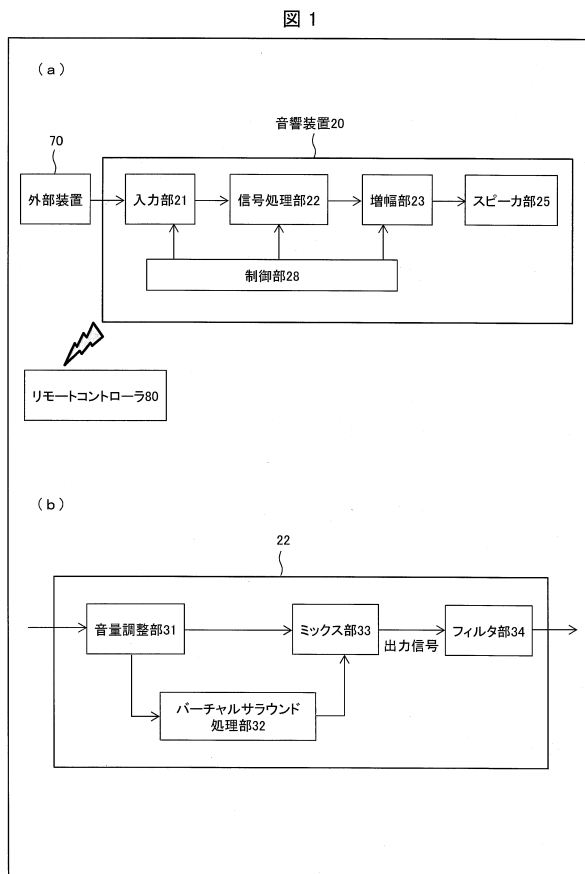 図１
（ａ）
音響装置20
70
外部装置
入力部21
信号処理部22
増幅部23
スピーカ部25
制御部28
リモートコントローラ80
（ｂ）
22
音量調整部31
ミックス部33
出力信号
フィルタ部34
バーチャルサラウンド
処理部32